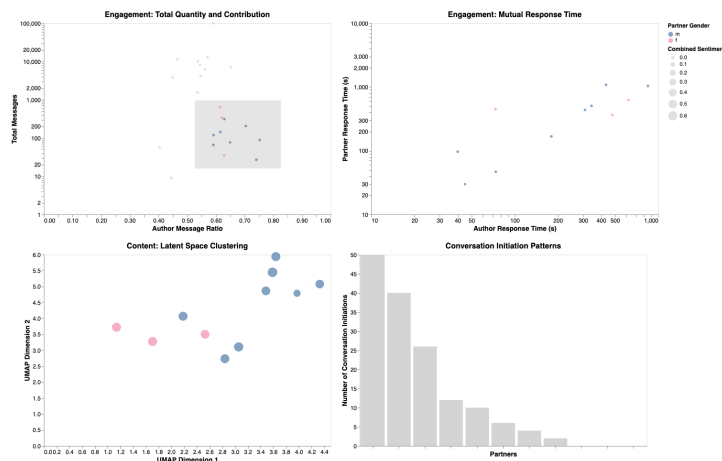 Engagement: Total Quantity and Contribution
100,000
20,000
10,000
2,000
1,000
200
100
20
10
2
1
Total Messages
0.00 0.10 0.20 0.30 0.40 0.50 0.60 0.70 0.80 0.90 1.00
Author Message Ratio
Engagement: Mutual Response Time
10,000
3,000
2,000
1,000
300
200
100
30
20
10
Partner Response Time (s)
10 20 30 40 100 200 300 1,000
Author Response Time (s)
Partner Gender
m
f
Combined Sentimer
0.0
0.1
0.2
0.3
0.4
0.5
0.6
Content: Latent Space Clustering
6.0
5.5
5.0
4.5
4.0
3.5
3.0
2.5
2.0
1.5
1.0
0.5
0.0
UMAP Dimension 2
0.0 0.2 0.4 0.6 0.8 1.0 1.2 1.4 1.6 1.8 2.0 2.2 2.4 2.6 2.8 3.0 3.2 3.4 3.6 3.8 4.0 4.2 4.4
UMAP Dimension 1
Conversation Initiation Patterns
50
45
40
35
30
25
20
15
10
5
0
Number of Conversation Initiations
Partners